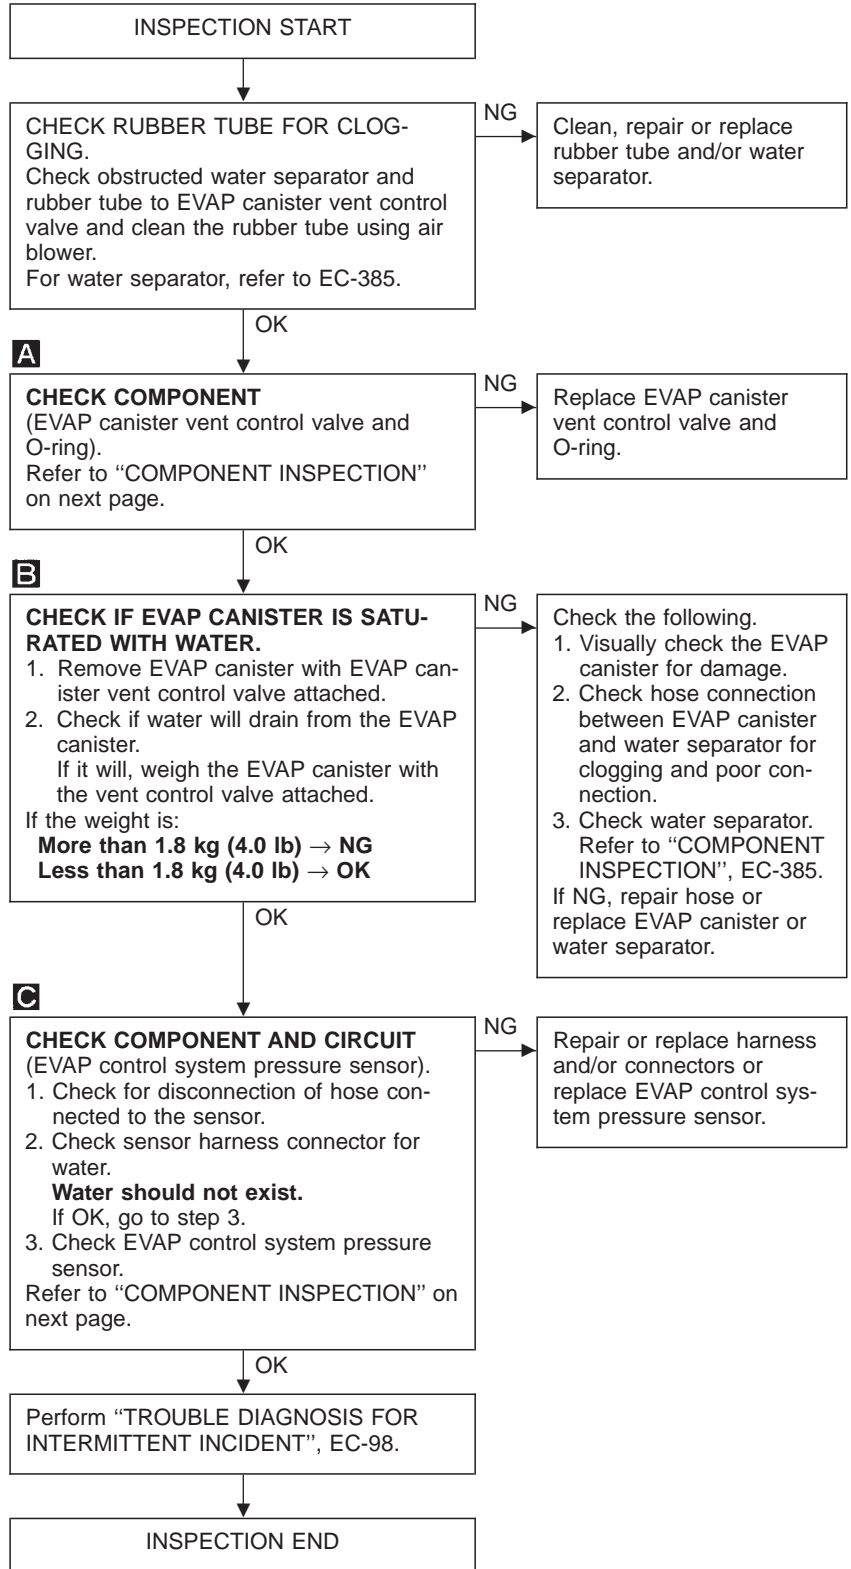 INSPECTION START
CHECK RUBBER TUBE FOR CLOG-
GING.
Check obstructed water separator and
rubber tube to EVAP canister vent control
valve and clean the rubber tube using air
blower.
For water separator, refer to EC-385.
NG
Clean, repair or replace
rubber tube and/or water
separator.
OK
A
CHECK COMPONENT
(EVAP canister vent control valve and
O-ring).
Refer to ‘‘COMPONENT INSPECTION’’
on next page.
NG
Replace EVAP canister
vent control valve and
O-ring.
OK
B
CHECK IF EVAP CANISTER IS SATU-
RATED WITH WATER.
1. Remove EVAP canister with EVAP can-
ister vent control valve attached.
2. Check if water will drain from the EVAP
canister.
If it will, weigh the EVAP canister with
the vent control valve attached.
If the weight is:
More than 1.8 kg (4.0 lb) → NG
Less than 1.8 kg (4.0 lb) → OK
NG
Check the following.
1. Visually check the EVAP
canister for damage.
2. Check hose connection
between EVAP canister
and water separator for
clogging and poor con-
nection.
3. Check water separator.
Refer to ‘‘COMPONENT
INSPECTION’’, EC-385.
If NG, repair hose or
replace EVAP canister or
water separator.
OK
C
CHECK COMPONENT AND CIRCUIT
(EVAP control system pressure sensor).
1. Check for disconnection of hose con-
nected to the sensor.
2. Check sensor harness connector for
water.
Water should not exist.
If OK, go to step 3.
3. Check EVAP control system pressure
sensor.
Refer to ‘‘COMPONENT INSPECTION’’ on
next page.
NG
Repair or replace harness
and/or connectors or
replace EVAP control sys-
tem pressure sensor.
OK
Perform ‘‘TROUBLE DIAGNOSIS FOR
INTERMITTENT INCIDENT’’, EC-98.
INSPECTION END